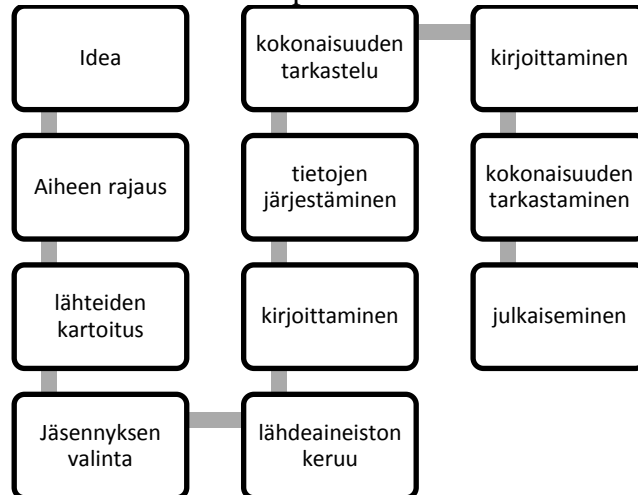 Idea
Aiheen rajaus
lähteiden
kartoitus
Jäsennyksen
valinta
lähdeaineiston
keruu
kirjoittaminen
tietojen
järjestäminen
kokonaisuuden
tarkastelu
kirjoittaminen
kokonaisuuden
tarkastaminen
julkaiseminen